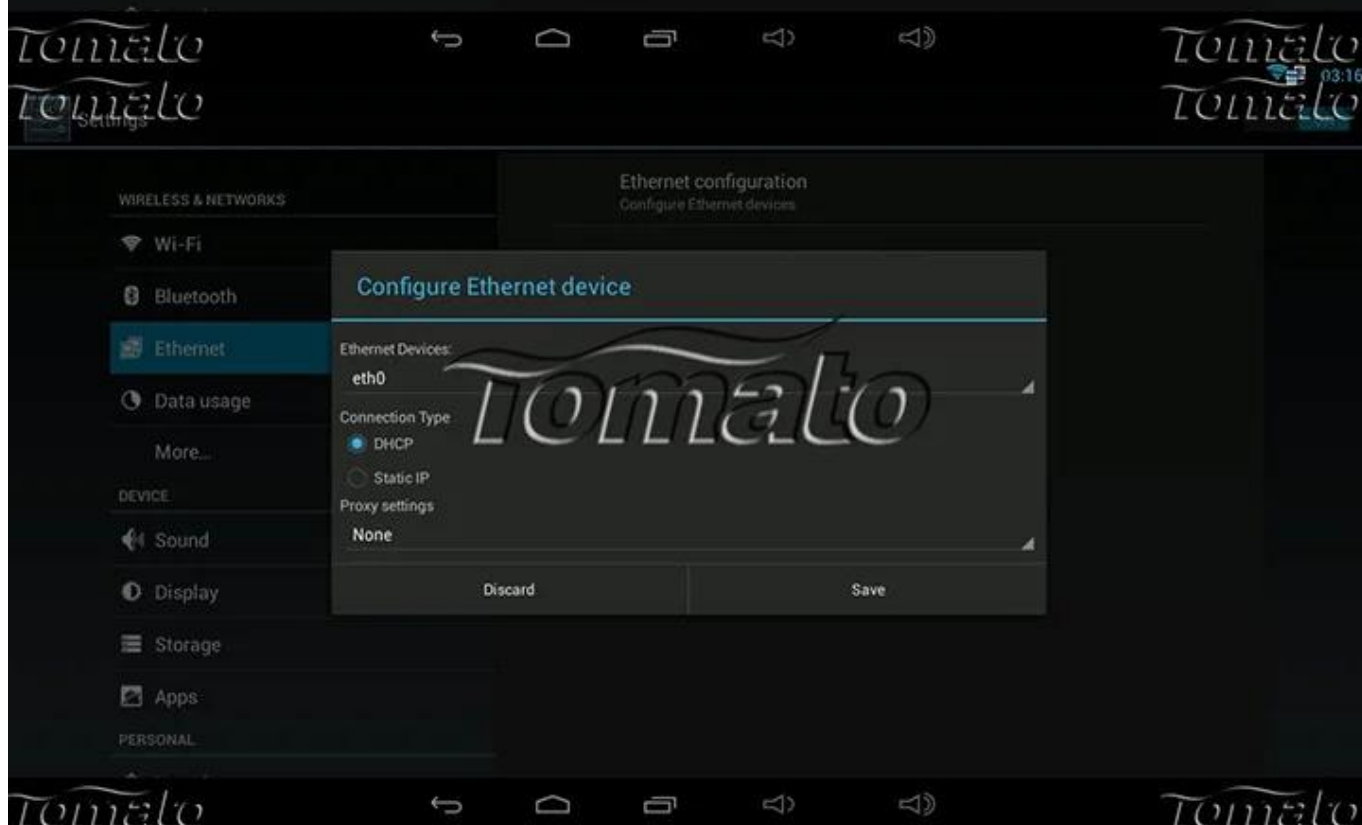 Tomato
Tomato
03:16
Tomato
Tomato
Settings
WIRELESS & NETWORKS
Wi-Fi
Bluetooth
Ethernet
Data usage
More...
DEVICE
Sound
Display
Storage
Apps
PERSONAL
Ethernet configuration
Configure Ethernet devices
Configure Ethernet device
Ethernet Devices:
eth0
Tomato
Connection Type
DHCP
Static IP
Proxy settings
None
Discard
Save
Tomato
Tomato